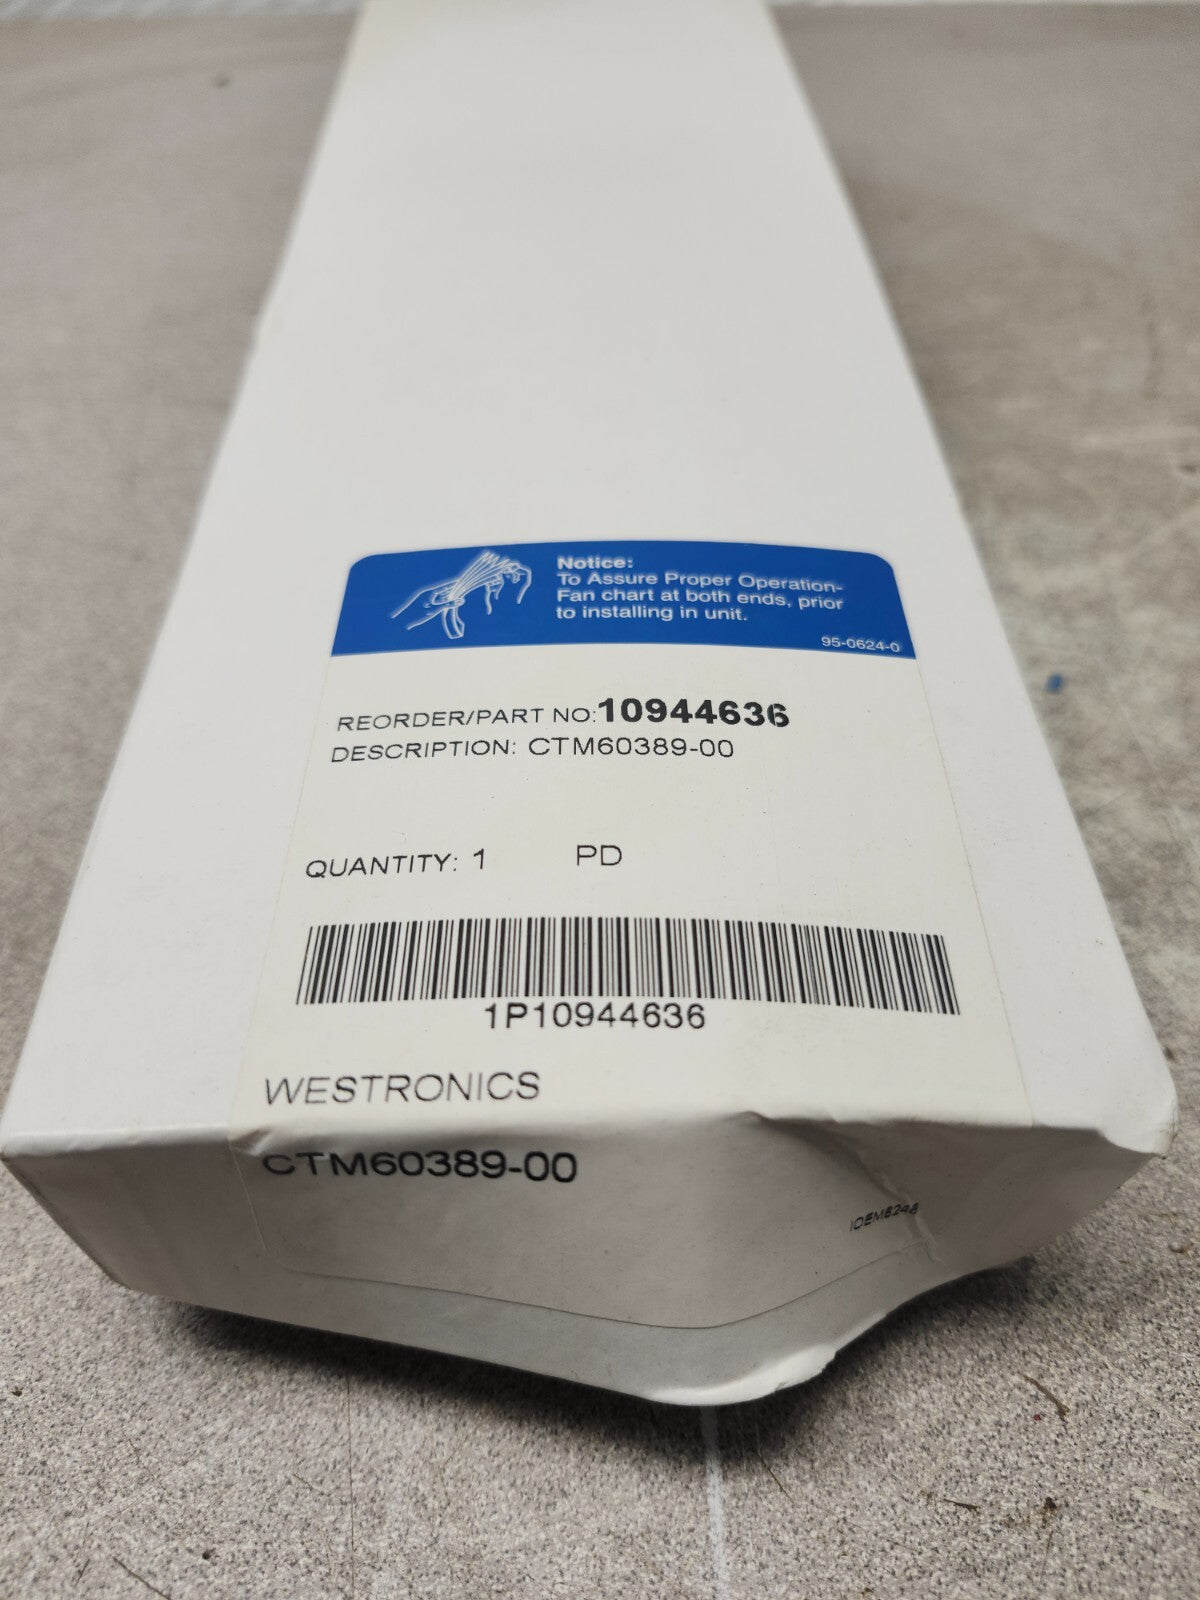 Notice:
To Assure Proper Operation-
Fan chart at both ends, prior
to installing in unit.
95-0624-0
REORDER/PART NO:10944636
DESCRIPTION: CTM60389-00
QUANTITY: 1 PD
1P10944636
WESTRONICS
CTM60389-00